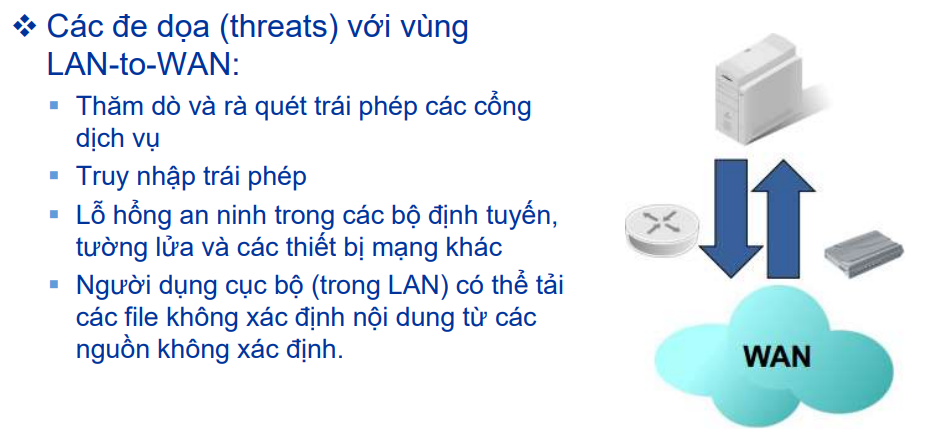 ❖ Các đe dọa (threats) với vùng
LAN-to-WAN:
▪ Thăm dò và rà quét trái phép các cổng
dịch vụ
▪ Truy nhập trái phép
▪ Lỗ hổng an ninh trong các bộ định tuyến,
tường lửa và các thiết bị mạng khác
▪ Người dụng cục bộ (trong LAN) có thể tải
các file không xác định nội dung từ các
nguồn không xác định.
WAN